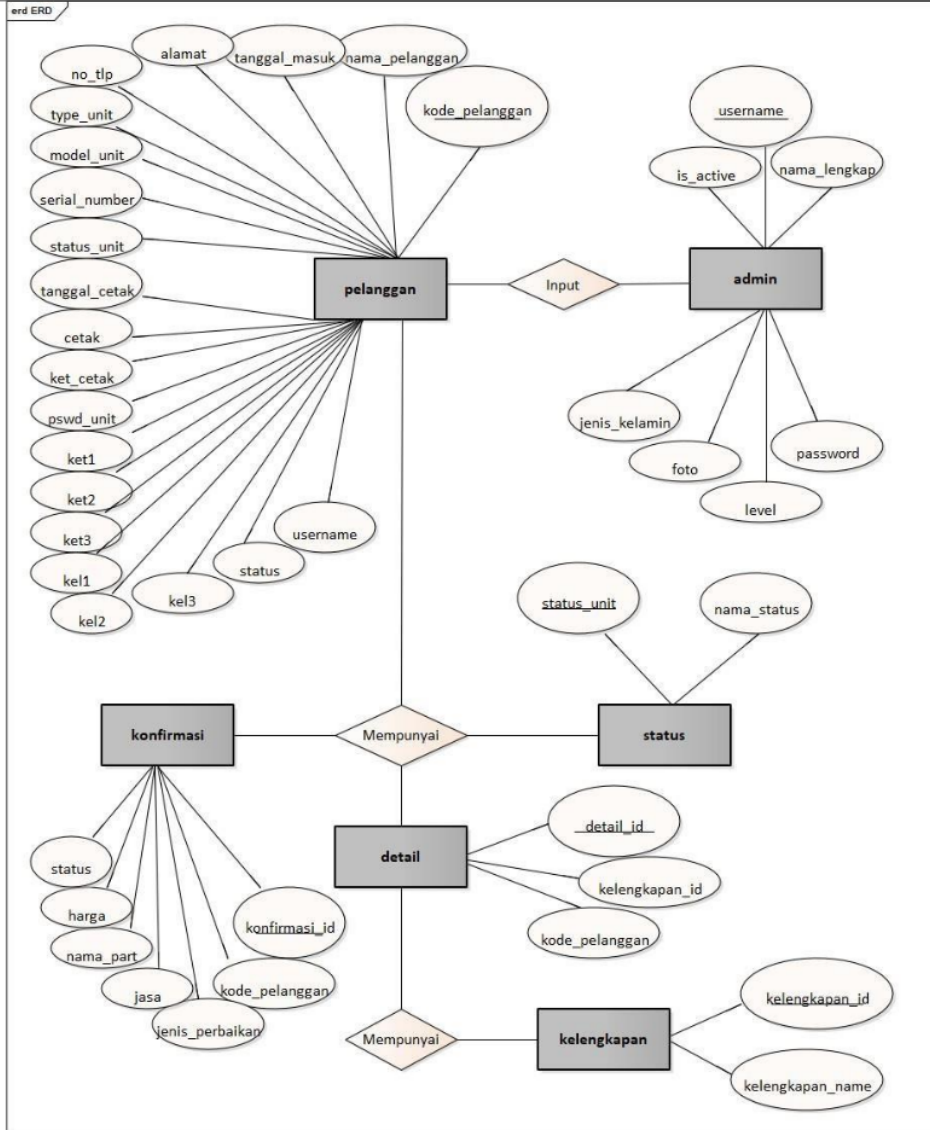 erd ERD
alamat
tanggal_masuk
nama_pelanggan
no_tlp
kode_pelanggan
type_unit
model_unit
serial_number
status_unit
tanggal_cetak
cetak
ket_cetak
pswd_unit
ket1
ket2
ket3
kel1
kel2
kel3
status
username
pelanggan
Input
admin
username
is_active
nama_lengkap
jenis_kelamin
foto
level
password
status_unit
nama_status
konfirmasi
Mempunyai
status
status
harga
nama_part
jasa
jenis_perbaikan
kode_pelanggan
konfirmasi_id
detail
detail_id
kelengkapan_id
kode_pelanggan
Mempunyai
kelengkapan
kelengkapan_id
kelengkapan_name